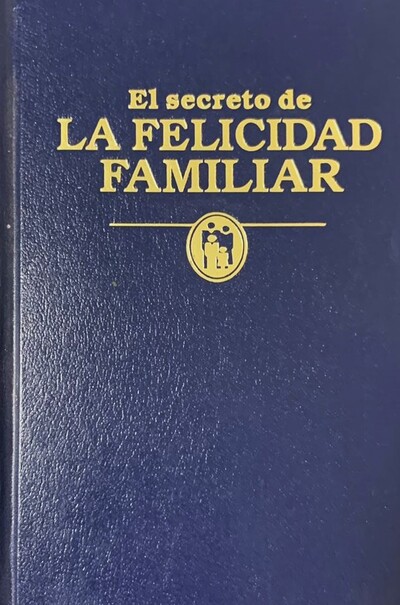 El secreto de
LA FELICIDAD
FAMILIAR